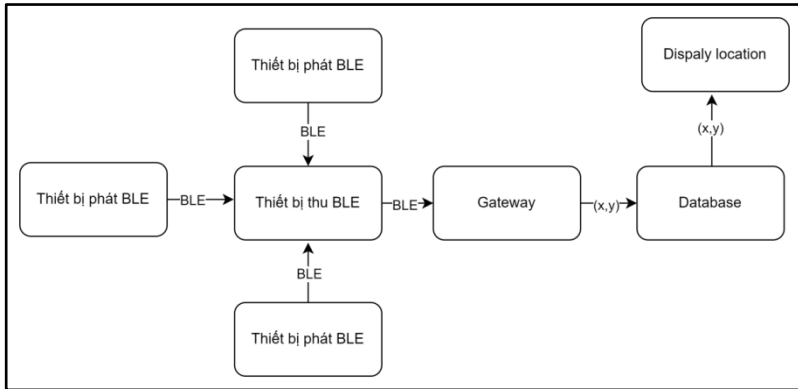 Thiết bị phát BLE
Dispaly location
BLE
(x,y)
Thiết bị phát BLE
BLE
Thiết bị thu BLE
BLE
Gateway
(x,y)
Database
BLE
Thiết bị phát BLE